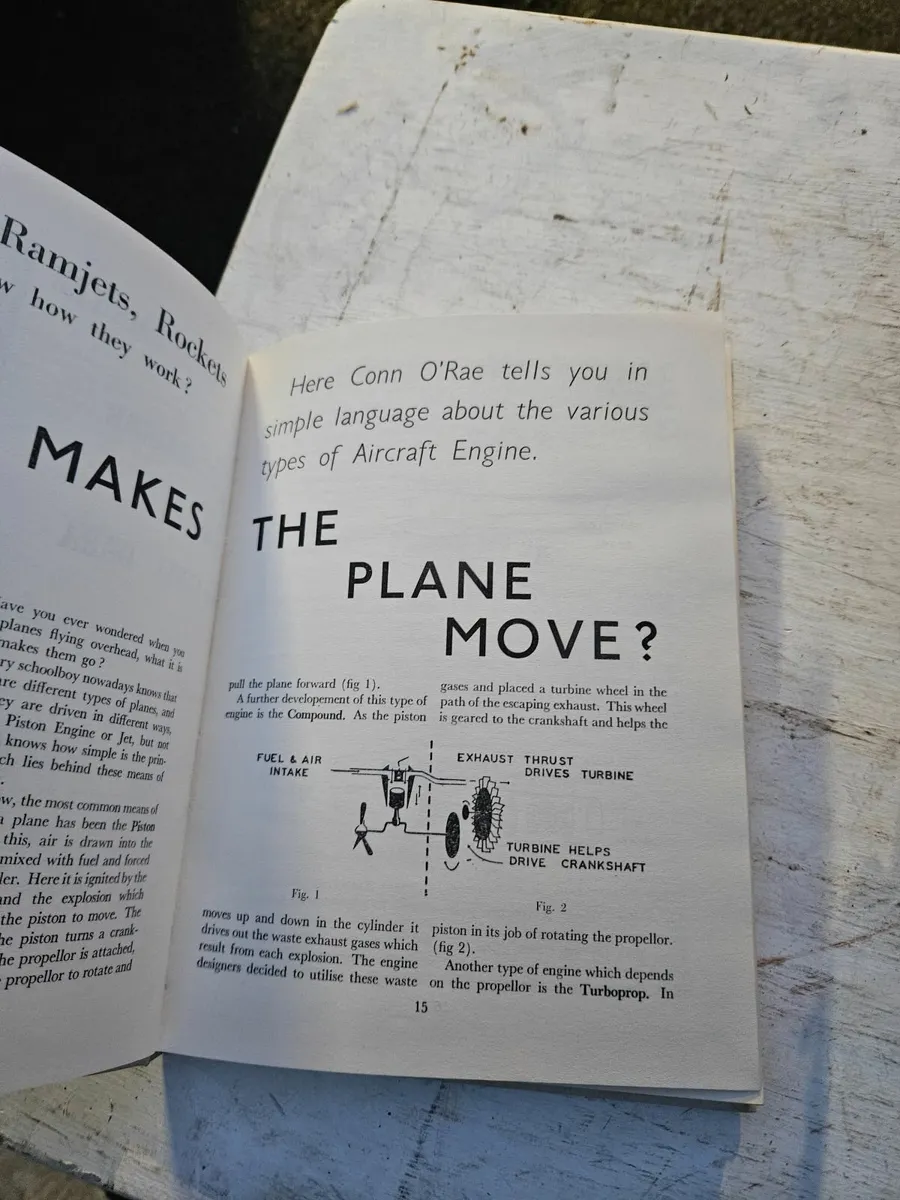 Ramjets, Rockets
how they work?
MAKES
ave you ever wondered when you
planes flying overhead, what it is
makes them go?
ry schoolboy nowadays knows that
are different types of planes, and
ey are driven in different ways,
Piston Engine or Jet, but not
knows how simple is the prin-
ch lies behind these means of
w, the most common means of
a plane has been the Piston
this, air is drawn into the
mixed with fuel and forced
ler. Here it is ignited by the
and the explosion which
the piston to move. The
he piston turns a crank-
he propellor is attached,
propellor to rotate and
Here Conn O'Rae tells you in
simple language about the various
types of Aircraft Engine.
THE
PLANE
MOVE?
pull the plane forward (fig 1).
A further developement of this type of
engine is the Compound. As the piston
gases and placed a turbine wheel in the
path of the escaping exhaust. This wheel
is geared to the crankshaft and helps the
FUEL & AIR
INTAKE
EXHAUST THRUST
DRIVES TURBINE
TURBINE HELPS
DRIVE CRANKSHAFT
Fig. 1
Fig. 2
moves up and down in the cylinder it
drives out the waste exhaust gases which
result from each explosion. The engine
designers decided to utilise these waste
piston in its job of rotating the propellor.
(fig 2).
Another type of engine which depends
on the propellor is the Turboprop. In
15